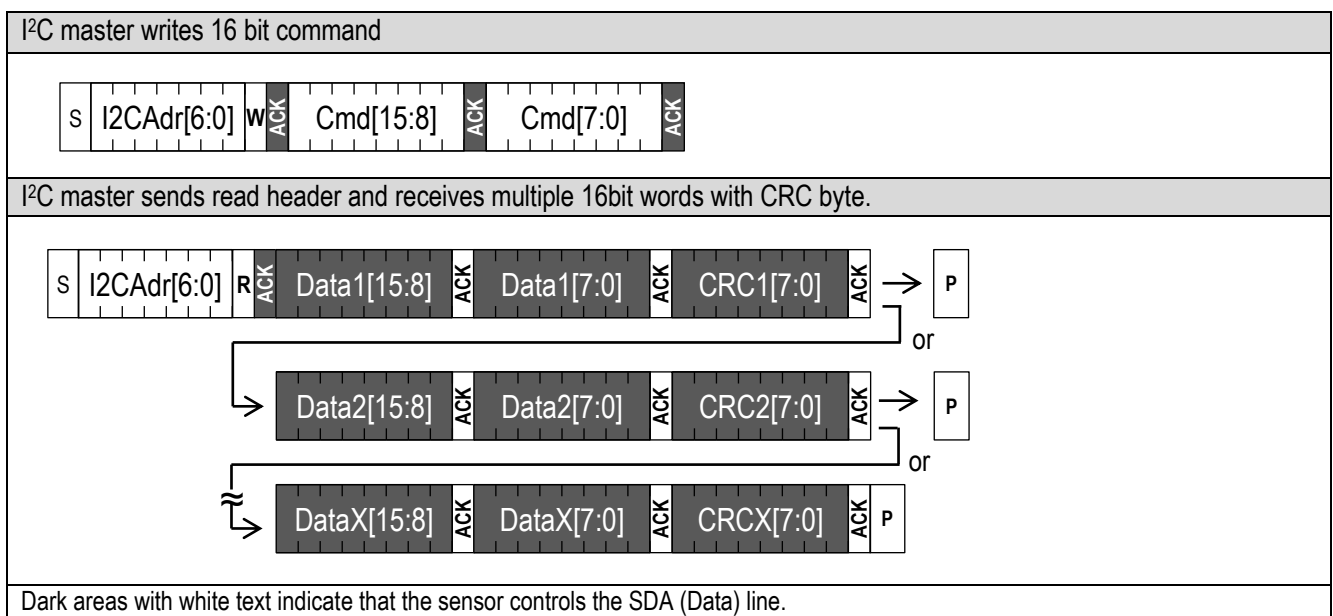 I²C master writes 16 bit command
S I2CAdr[6:0] W ACK Cmd[15:8] ACK Cmd[7:0] ACK
I²C master sends read header and receives multiple 16bit words with CRC byte.
S I2CAdr[6:0] R ACK Data1[15:8] ACK Data1[7:0] ACK CRC1[7:0] ACK P
or
Data2[15:8] ACK Data2[7:0] ACK CRC2[7:0] ACK P
or
≈
DataX[15:8] ACK DataX[7:0] ACK CRCX[7:0] ACK P
Dark areas with white text indicate that the sensor controls the SDA (Data) line.